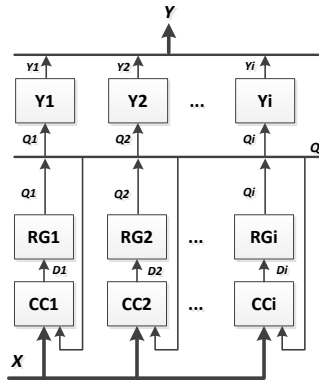 Y
Y1 Y2 Yi
Y1 Y2 ... Yi
Q1 Q2 Qi
Q
Q1 Q2 Qi
RG1 RG2 ... RGi
D1 D2 Di
CC1 CC2 ... CCi
X